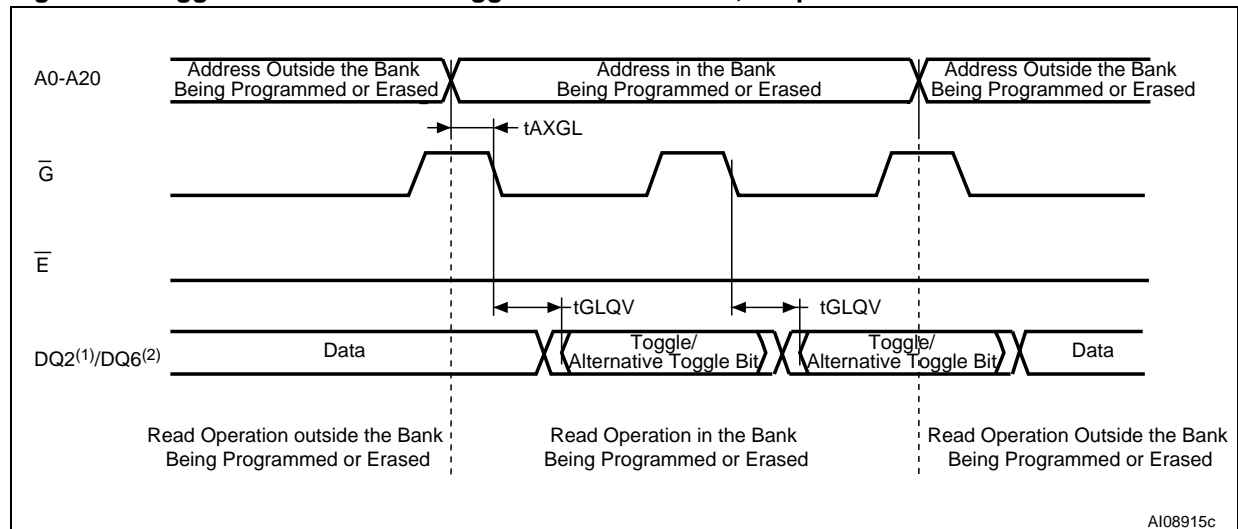 A0-A20
Address Outside the Bank
Being Programmed or Erased
Address in the Bank
Being Programmed or Erased
Address Outside the Bank
Being Programmed or Erased
tAXGL
G
E
tGLQV
tGLQV
DQ2(1)/DQ6(2)
Data
Toggle/
Alternative Toggle Bit
Toggle/
Alternative Toggle Bit
Data
Read Operation outside the Bank
Being Programmed or Erased
Read Operation in the Bank
Being Programmed or Erased
Read Operation Outside the Bank
Being Programmed or Erased
AI08915c